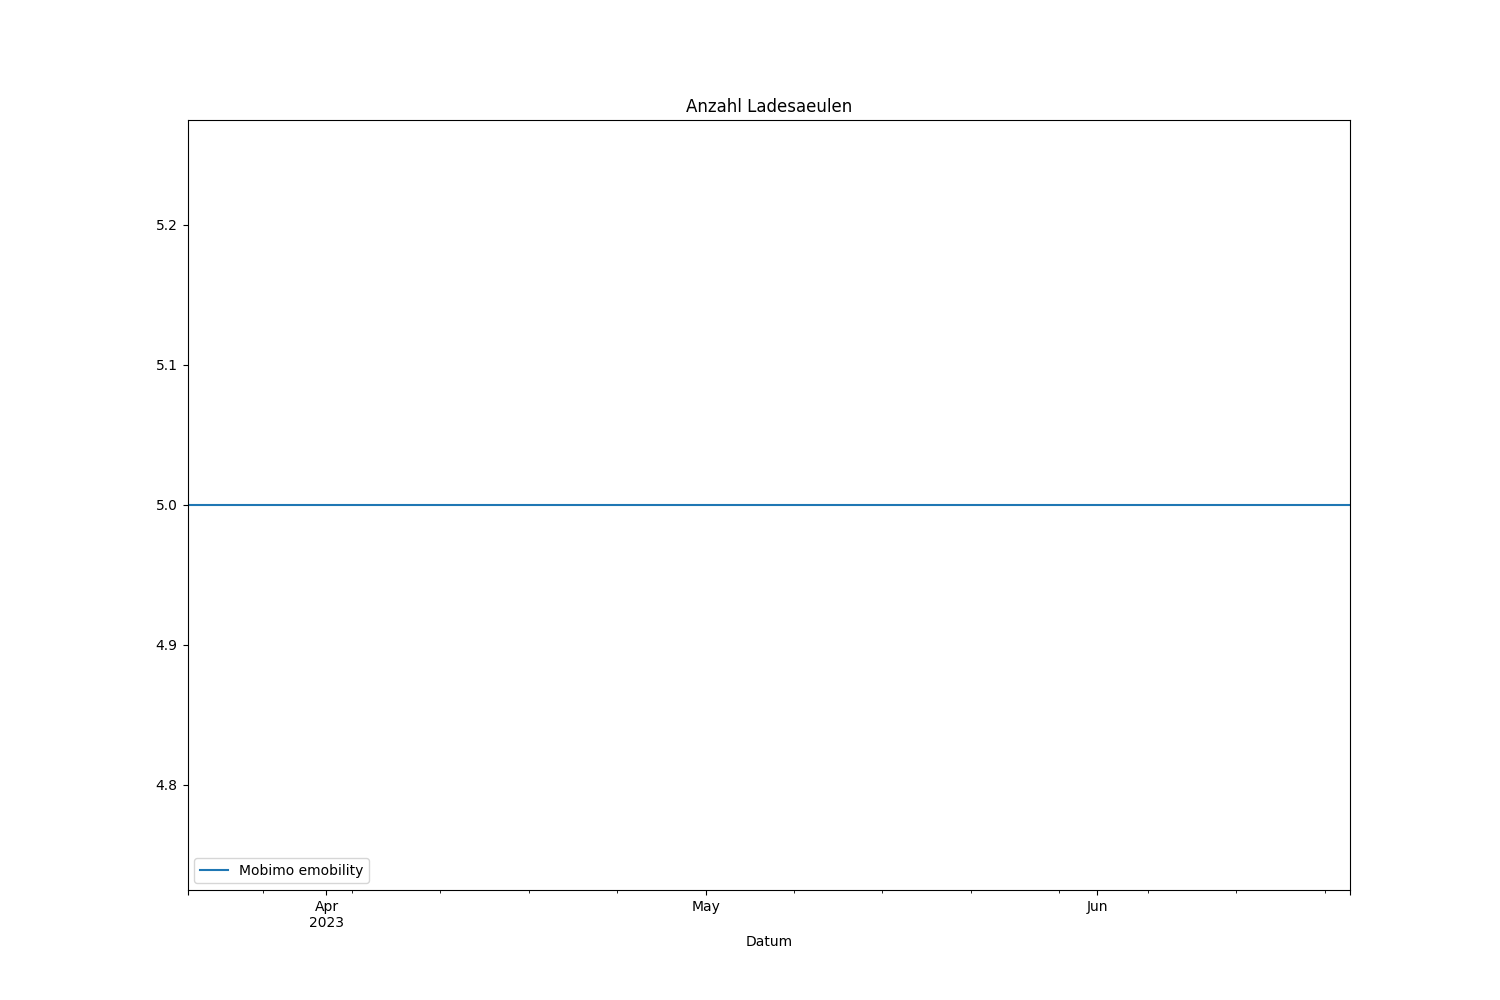 Anzahl Ladesaeulen
5.2
5.1
5.0
4.9
4.8
Mobimo emobility
Apr
2023
May
Jun
Datum